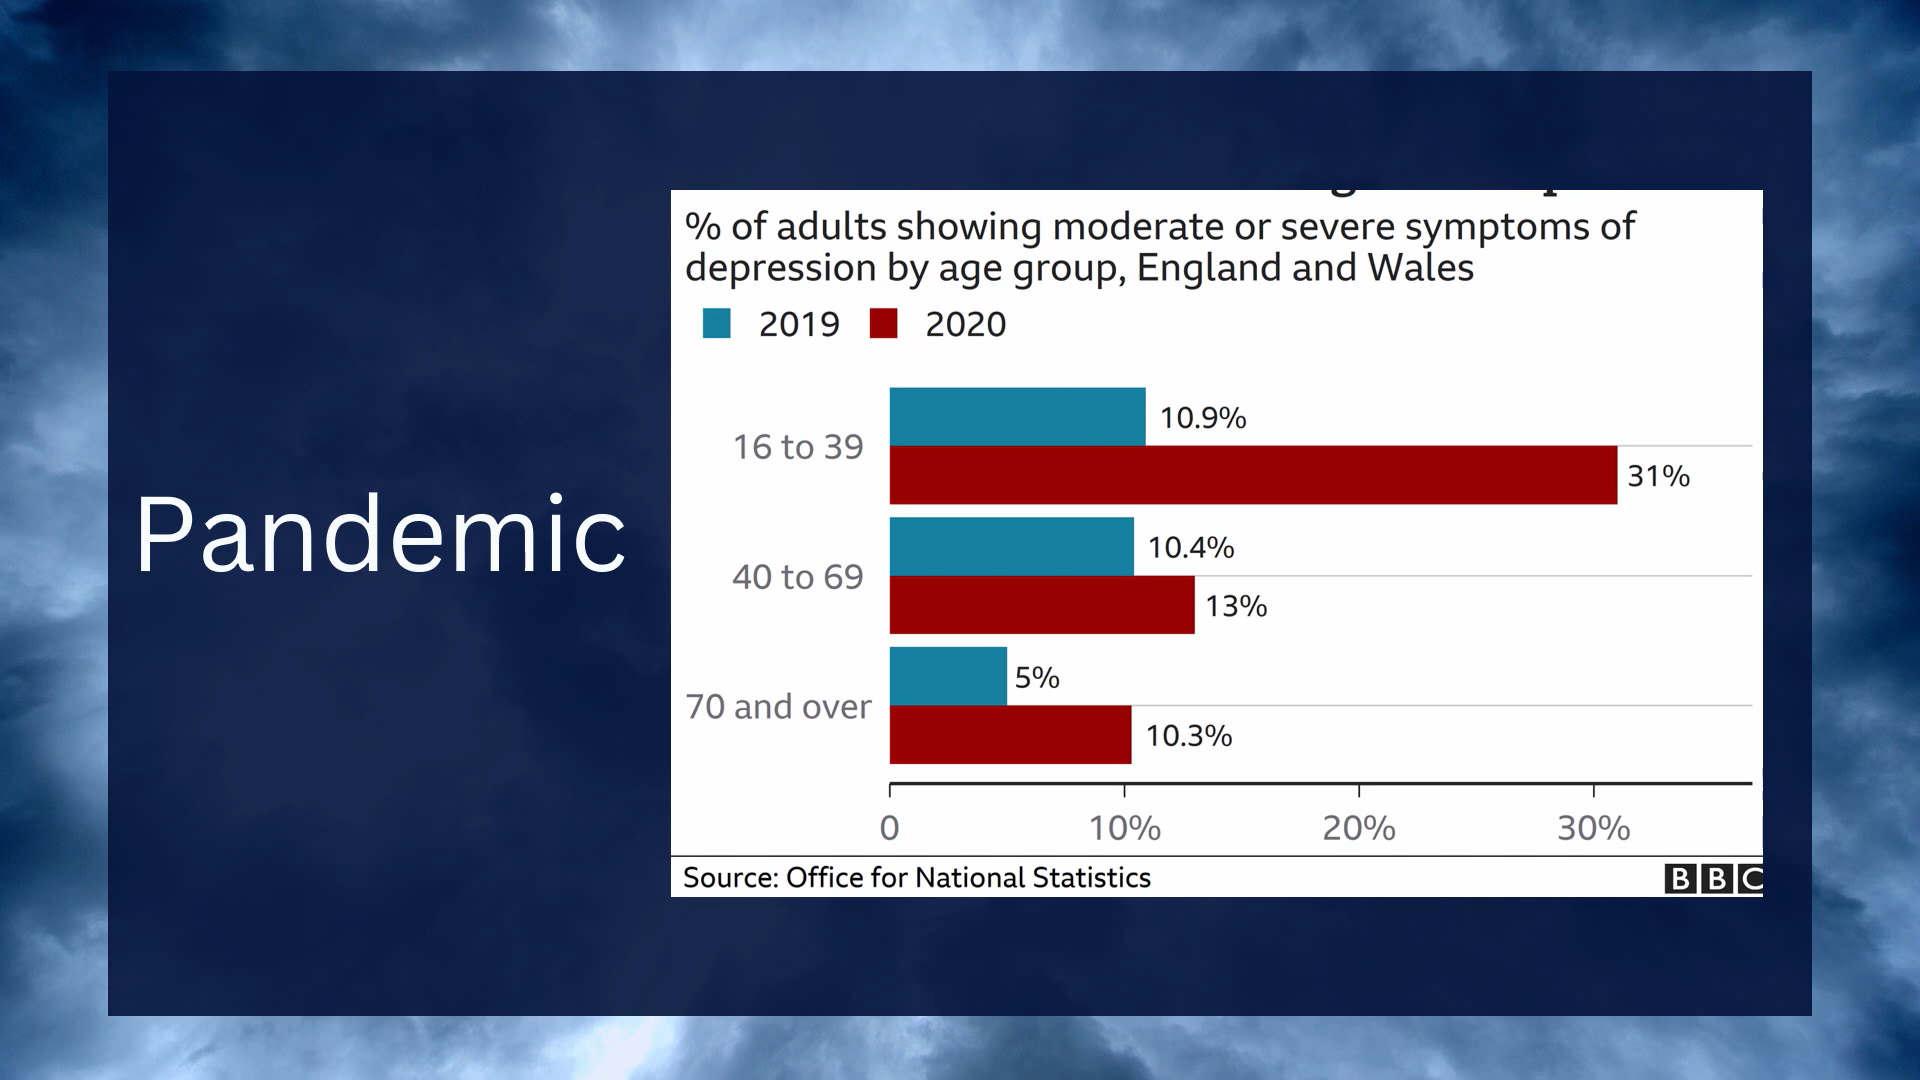 Pandemic
% of adults showing moderate or severe symptoms of
depression by age group, England and Wales
2019 2020
16 to 39
10.9%
31%
40 to 69
10.4%
13%
70 and over
5%
10.3%
0 10% 20% 30%
Source: Office for National Statistics
BBC